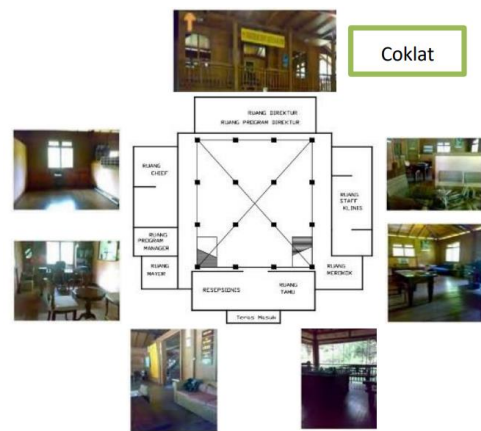 Coklat
RUANG DIREKTUR
RUANG PROGRAM DIREKTUR
RUANG
CHIEF
RUANG
STAFF
KLINIS
RUANG
PROGRAM
MANAGER
RUANG
MAYOR
RUANG
MEROKOK
RESEPSIONIS
RUANG
TAMU
Teras Masuk